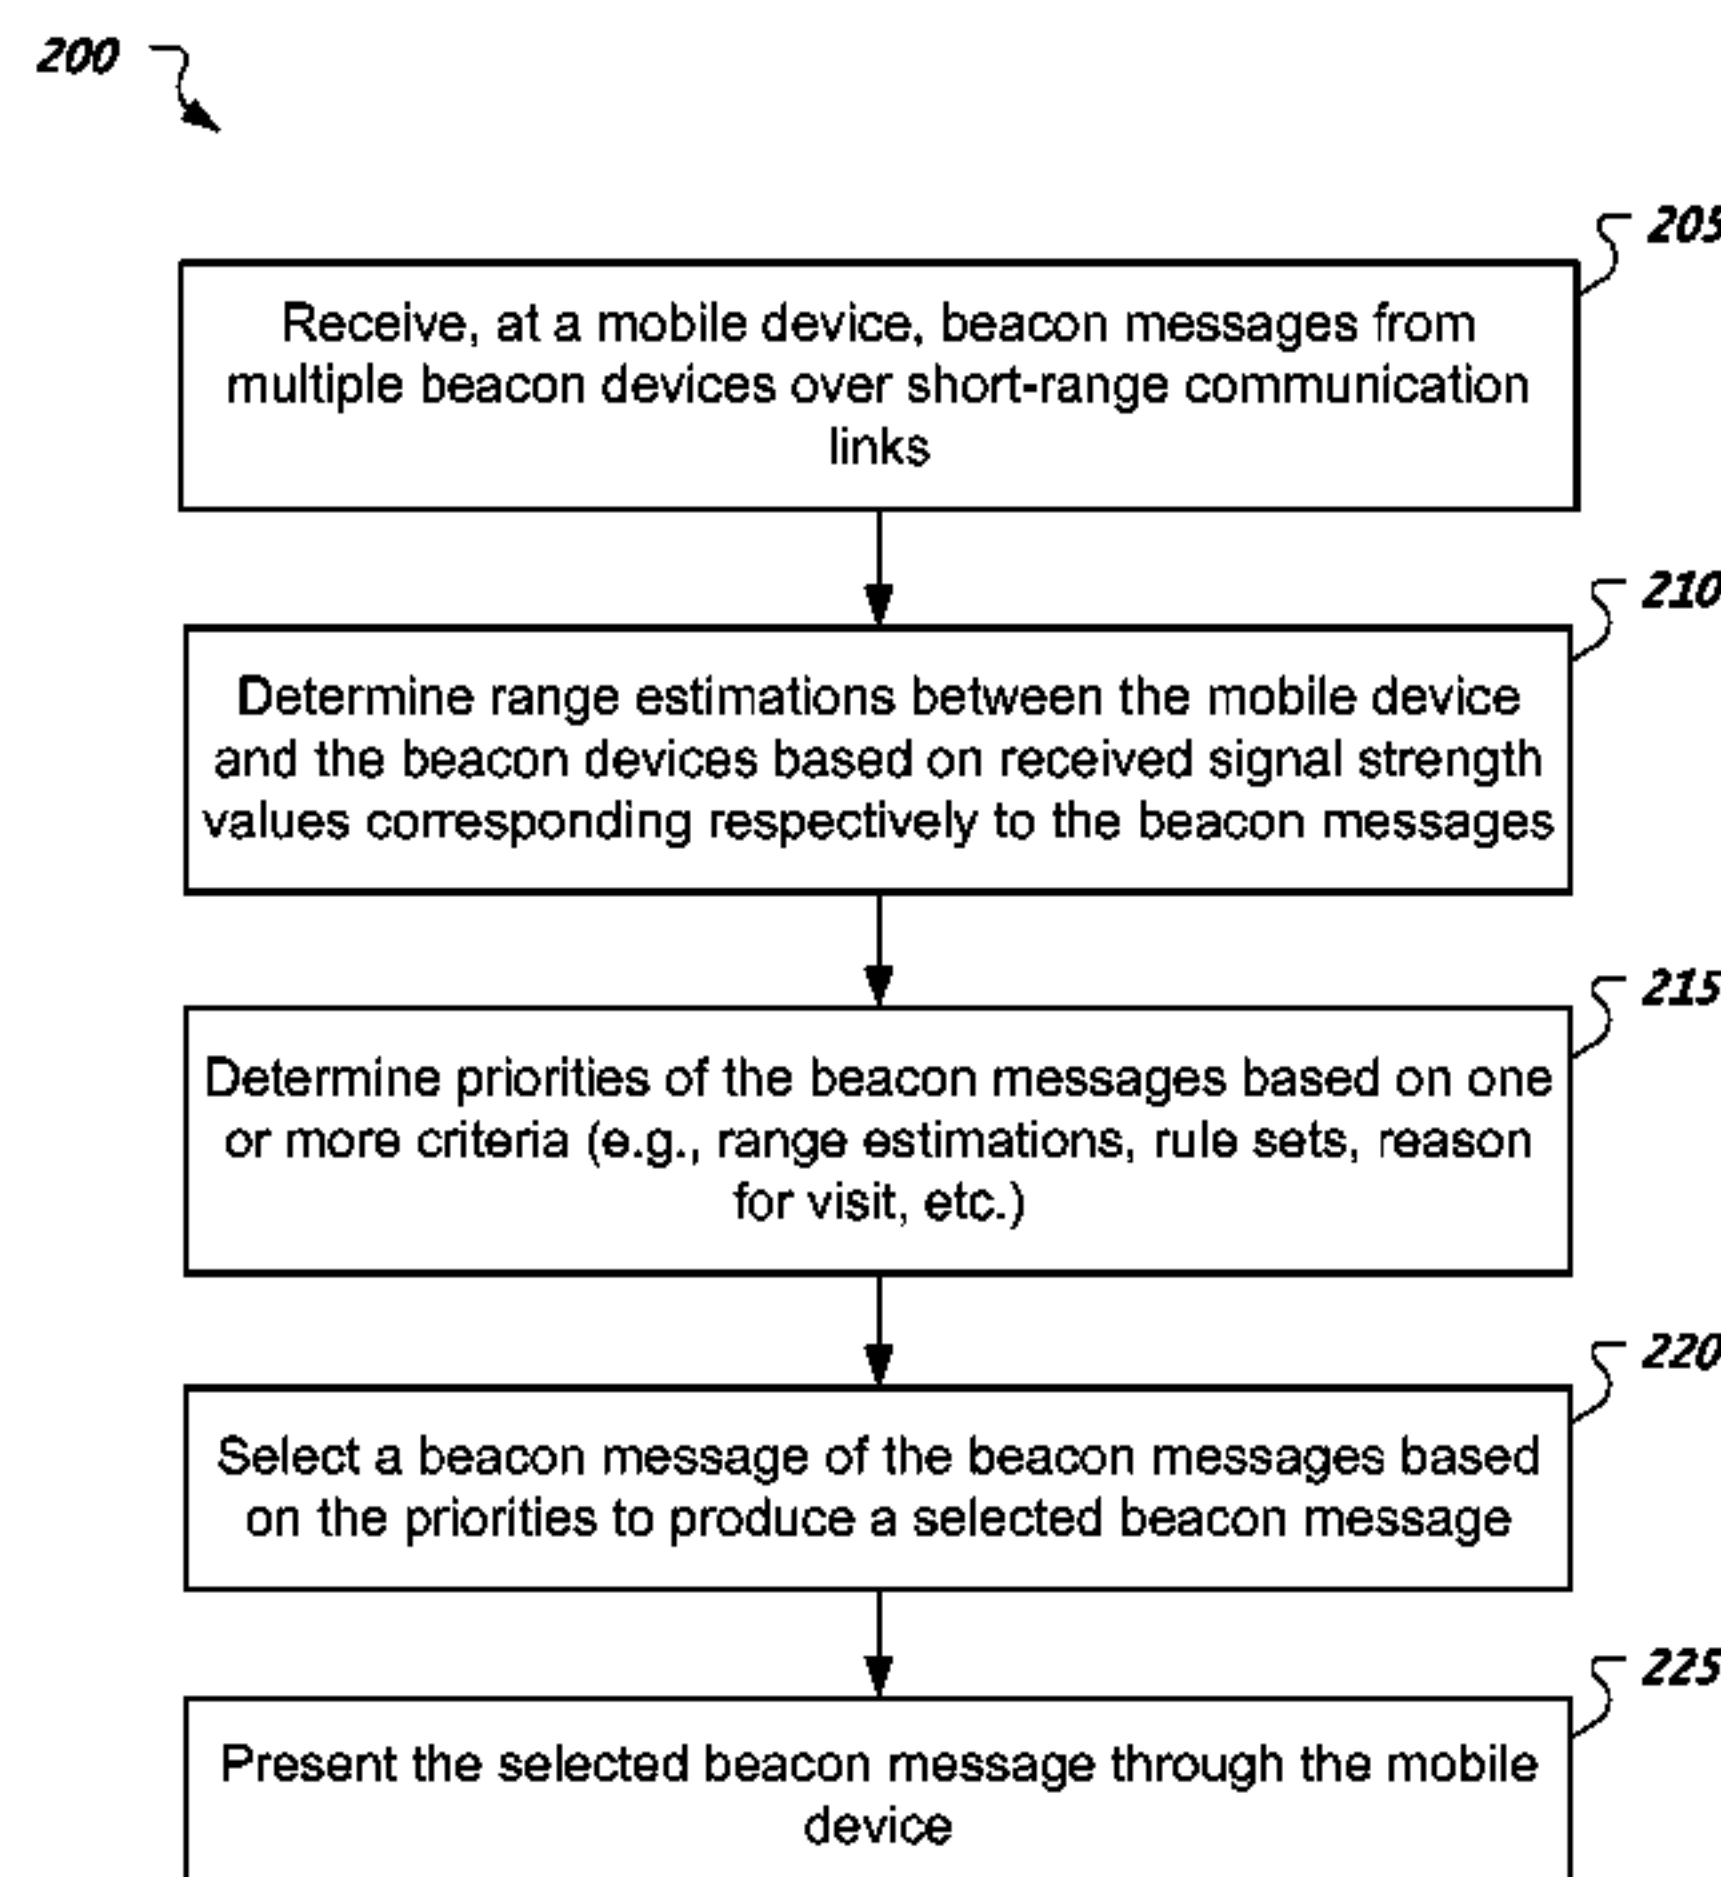 200
205
Receive, at a mobile device, beacon messages from
multiple beacon devices over short-range communication
links
210
Determine range estimations between the mobile device
and the beacon devices based on received signal strength
values corresponding respectively to the beacon messages
215
Determine priorities of the beacon messages based on one
or more criteria (e.g., range estimations, rule sets, reason
for visit, etc.)
220
Select a beacon message of the beacon messages based
on the priorities to produce a selected beacon message
225
Present the selected beacon message through the mobile
device